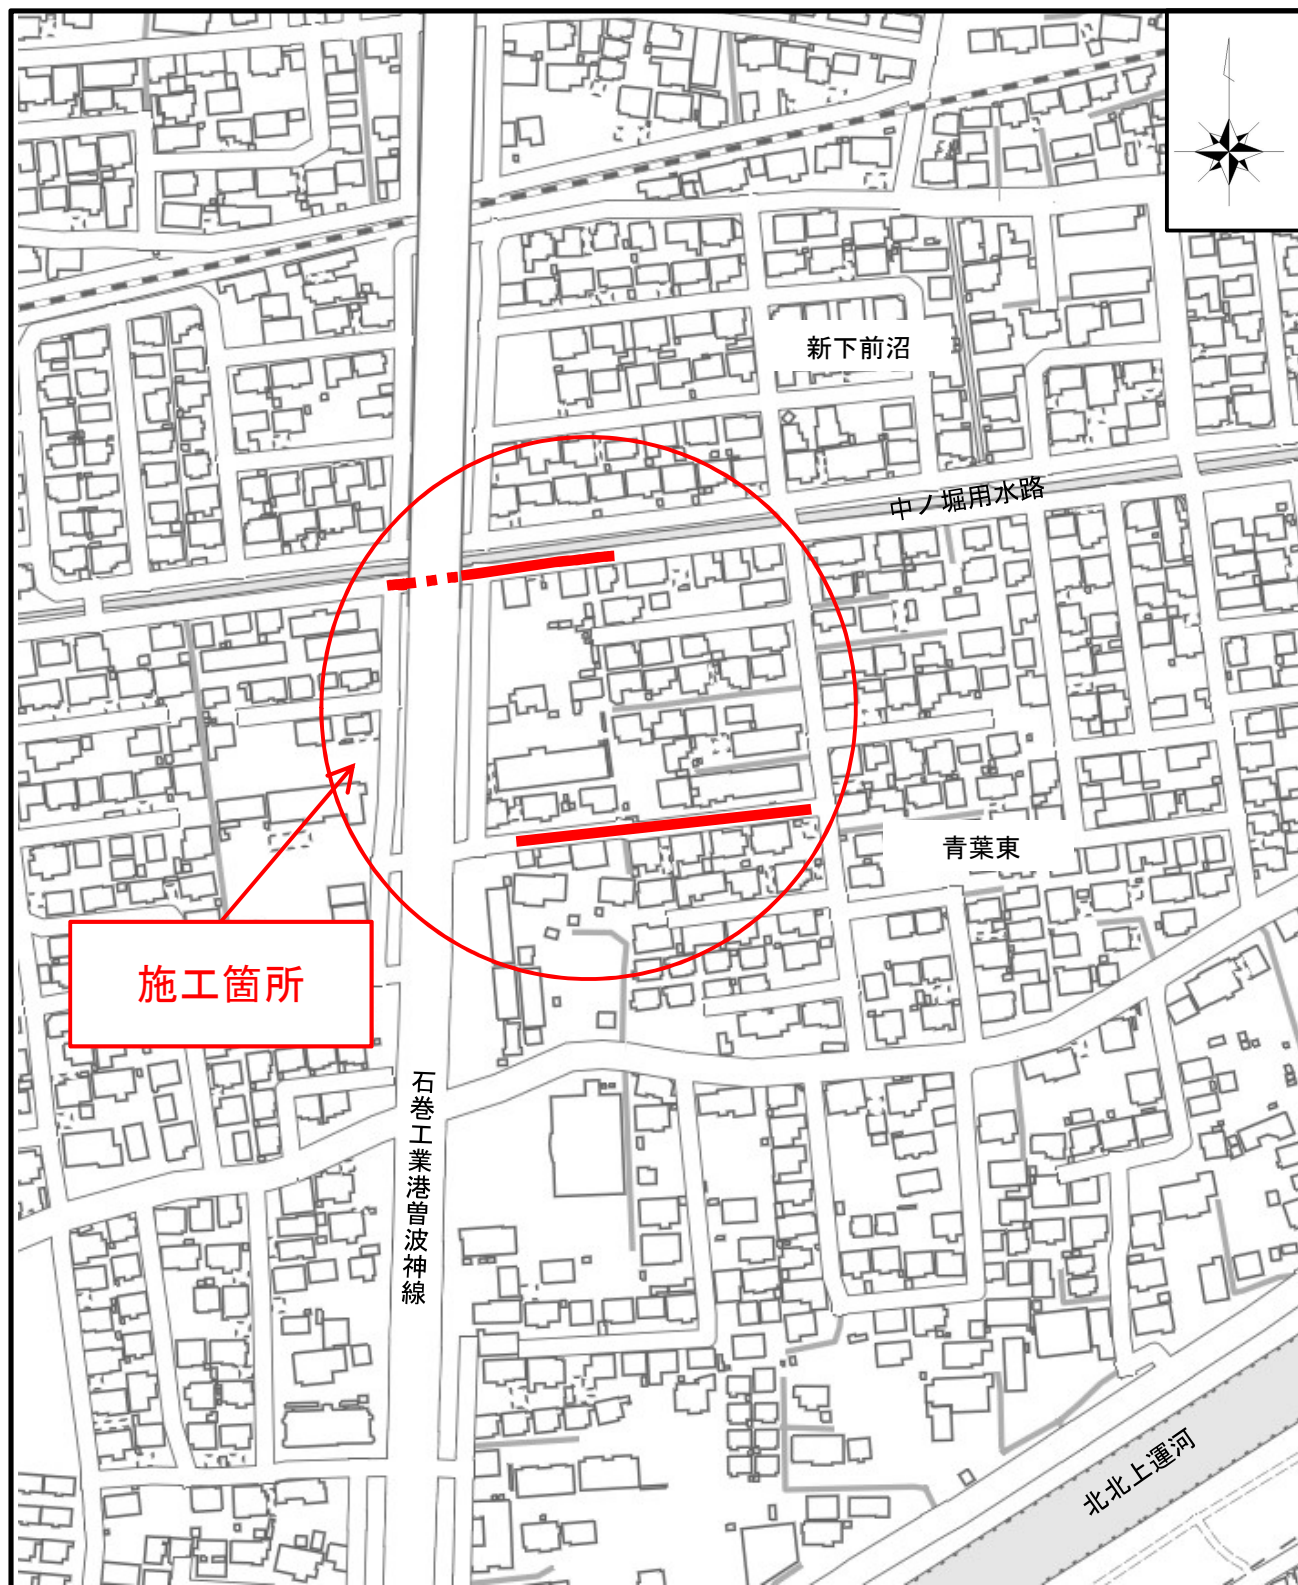 新下前沼
中ノ堀用水路
青葉東
施工箇所
石巻工業港曽波神線
北北上運河